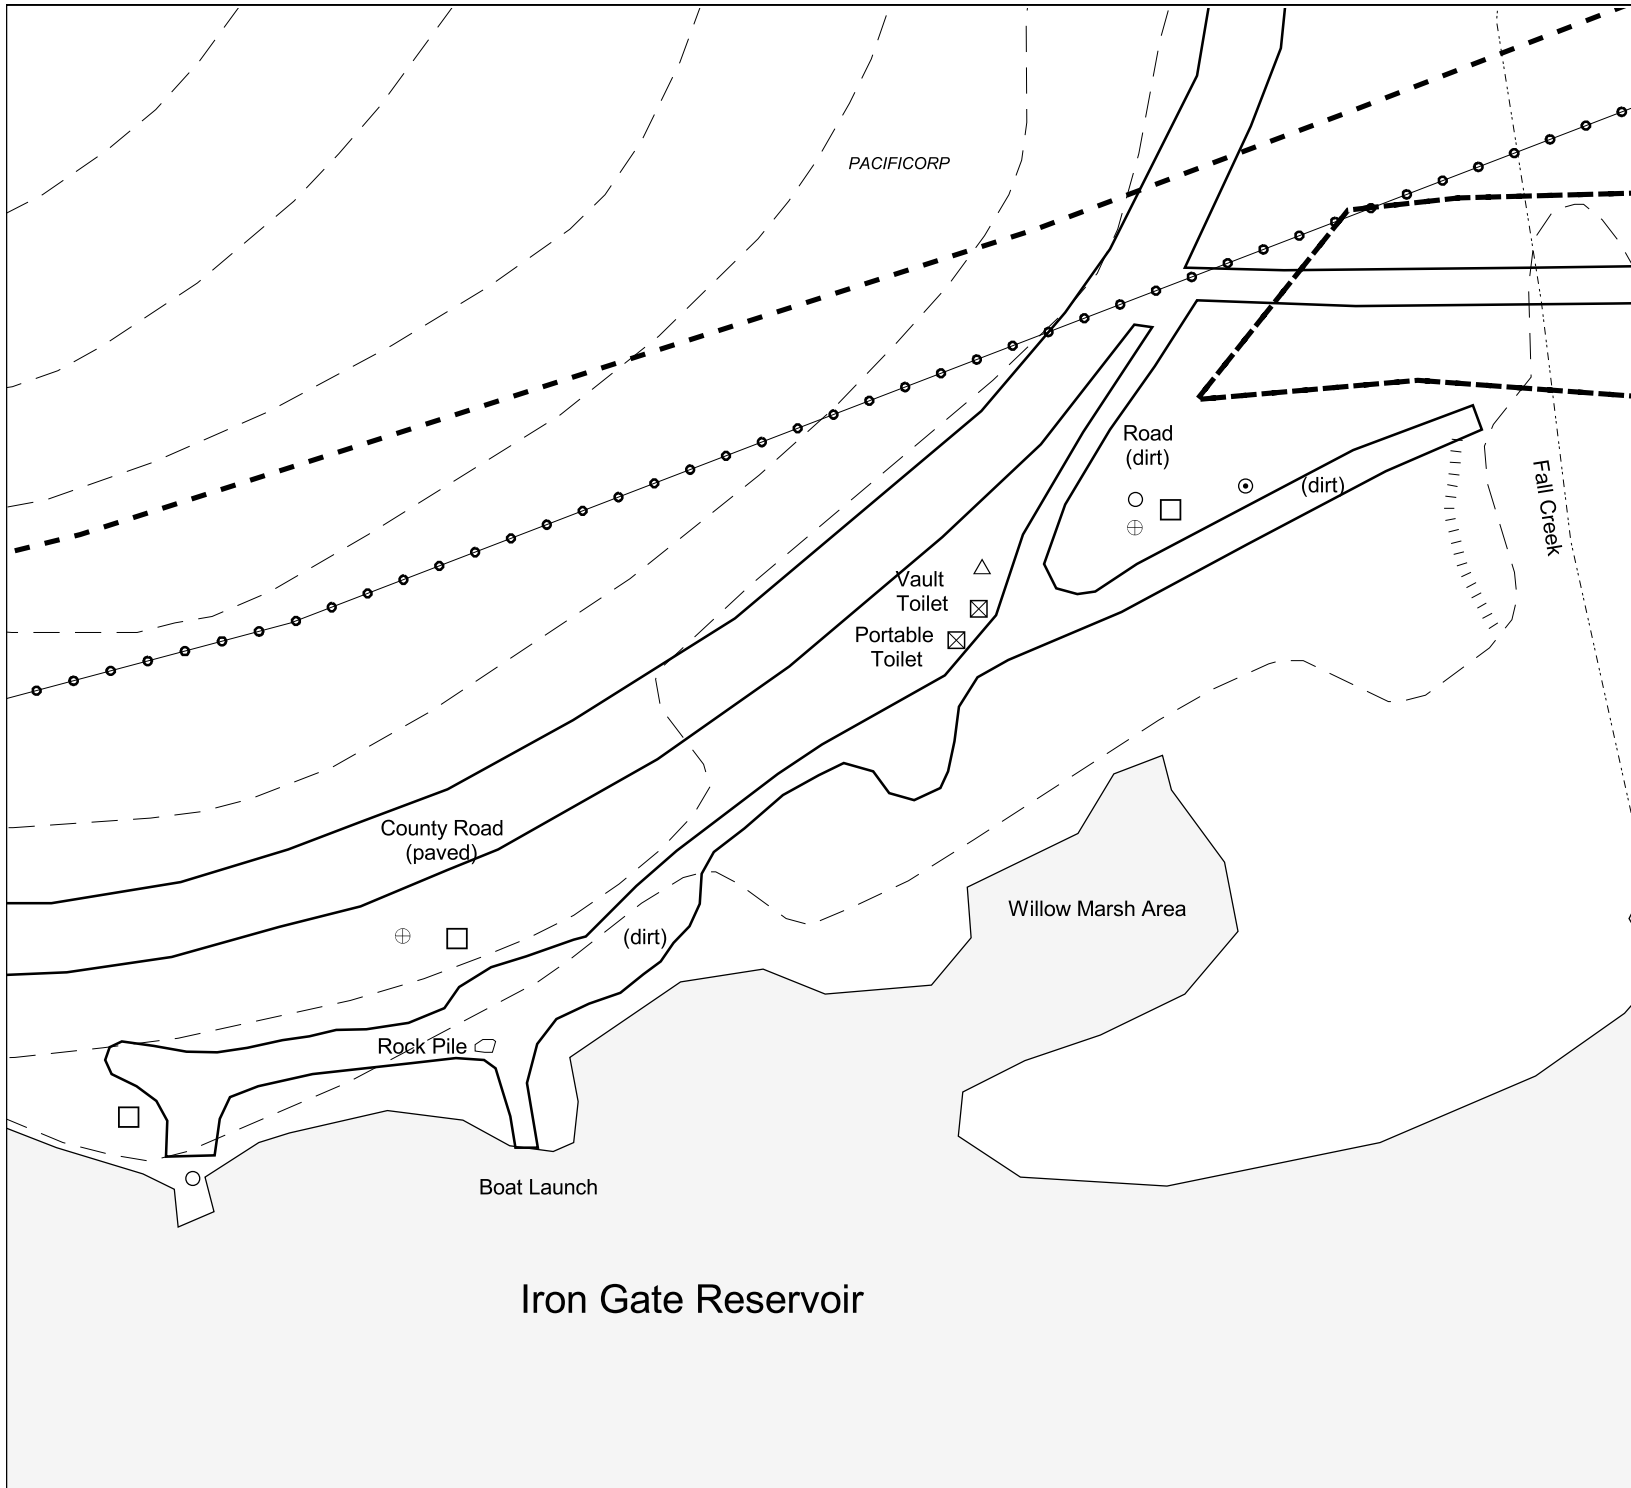 PACIFICORP
Road
(dirt)
(dirt)
Fall Creek
Vault
Toilet
Portable
Toilet
County Road
(paved)
Willow Marsh Area
(dirt)
Rock Pile
Boat Launch
Iron Gate Reservoir